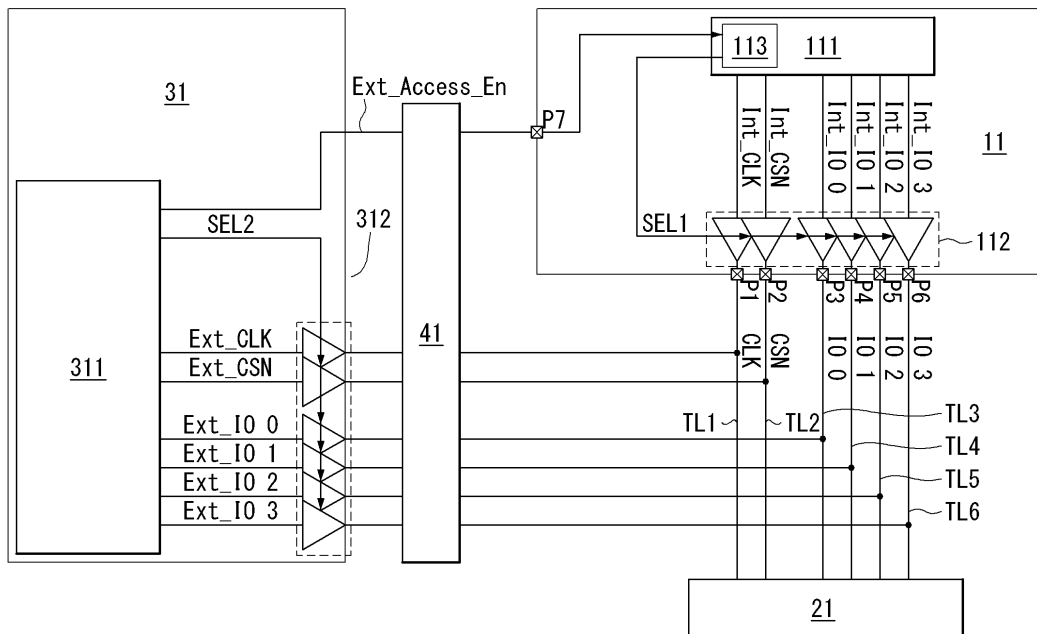 31
Ext_Access_En
P7
113
111
11
Int_CLK
Int_CSN
Int_IO 0
Int_IO 1
Int_IO 2
Int_IO 3
SEL1
112
SEL2
312
P1
P2
P3
P4
P5
P6
CLK
CSN
IO 0
IO 1
IO 2
IO 3
311
41
Ext_CLK
Ext_CSN
Ext_IO 0
Ext_IO 1
Ext_IO 2
Ext_IO 3
TL1
TL2
TL3
TL4
TL5
TL6
21